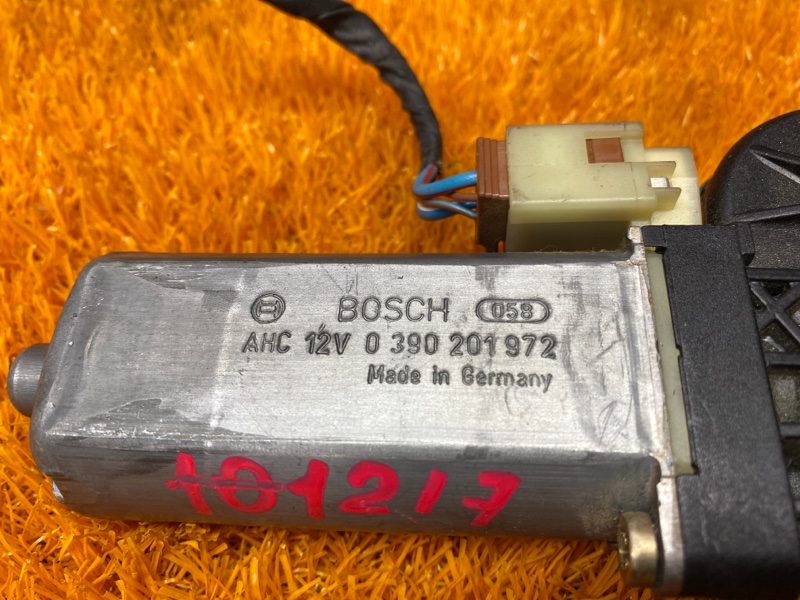 BOSCH 058
AHC 12V 0 390 201 972
Made in Germany
101217